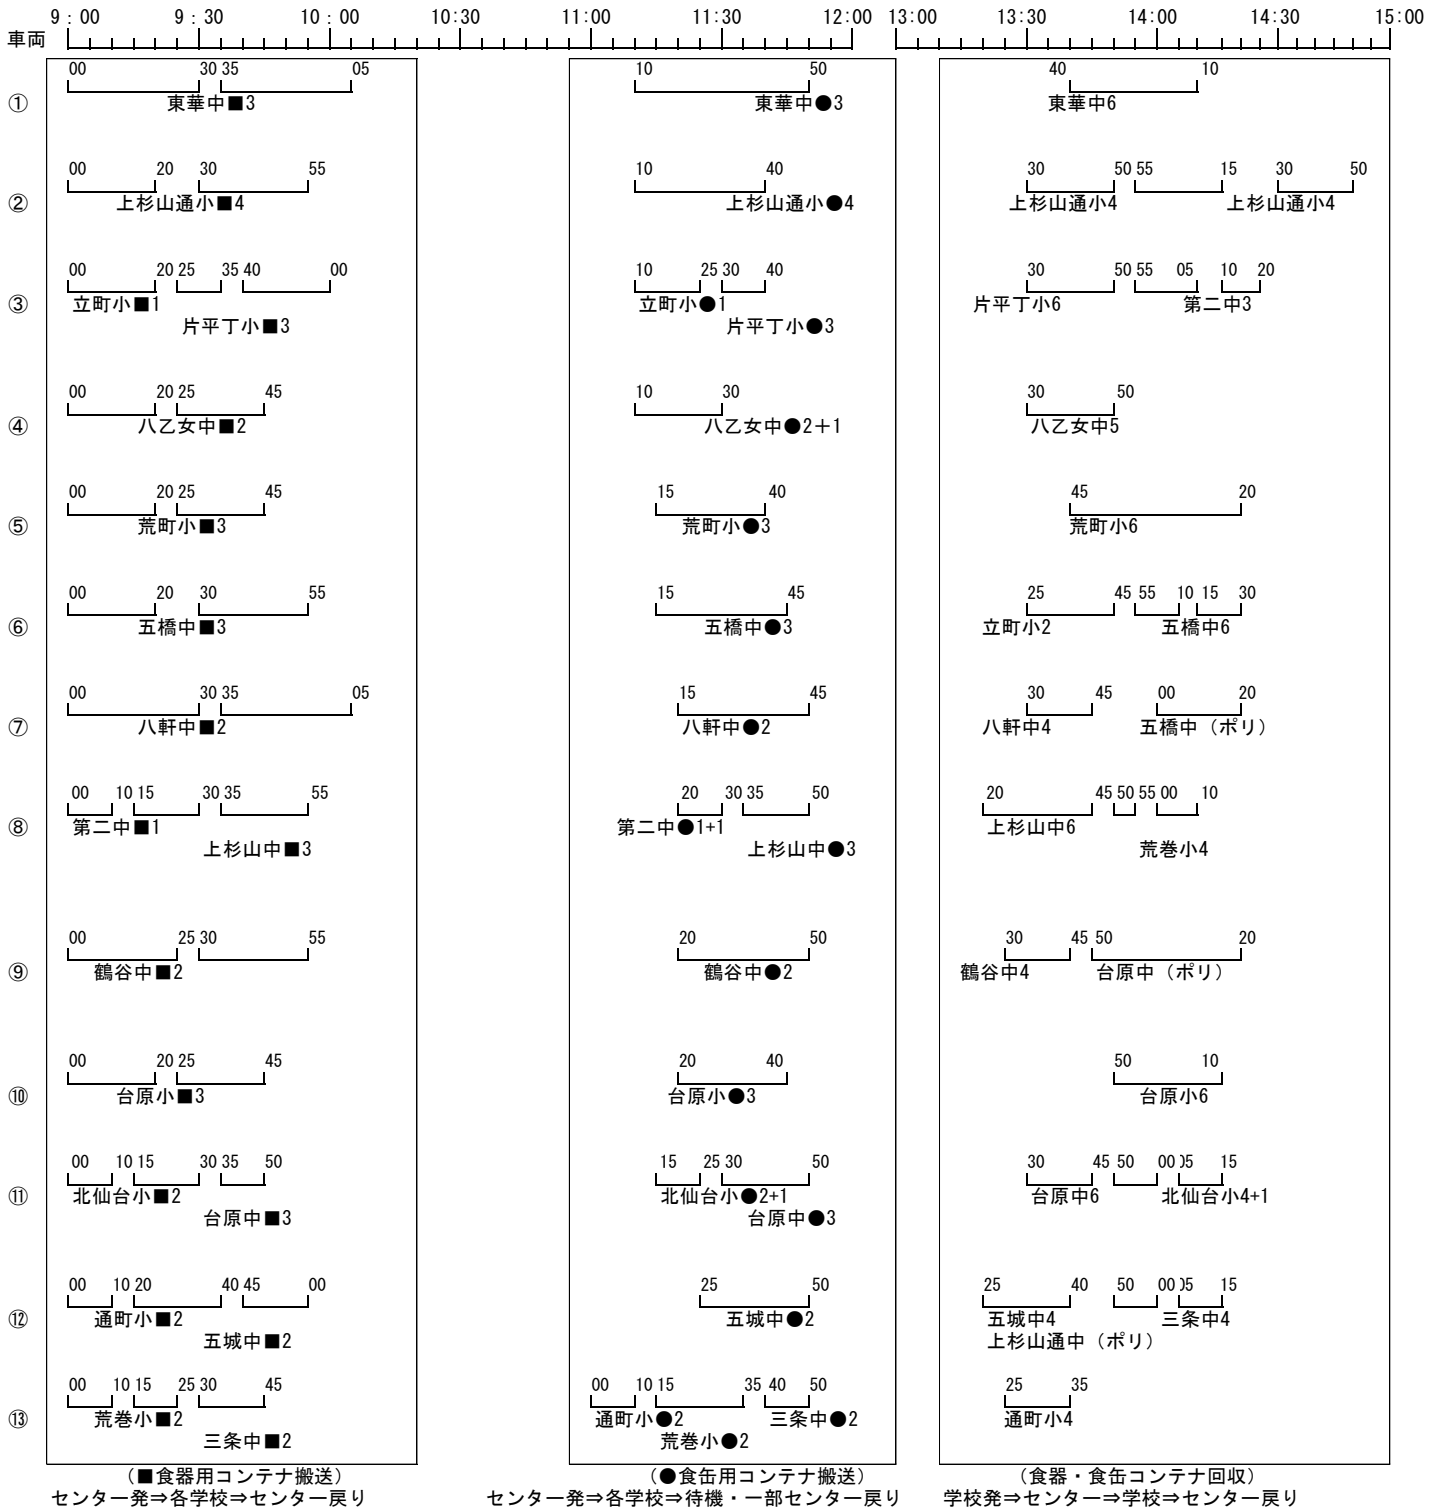 9：00 9：30 10：00 10:30 11:00 11:30 12:00 13:00 13:30 14:00 14:30 15:00
車両
00 30 35 05 10 50 40 10
① 東華中■3 東華中●3 東華中6
00 20 30 55 10 40 30 50 55 15 30 50
② 上杉山通小■4 上杉山通小●4 上杉山通小4 上杉山通小4
00 20 25 35 40 00 10 25 30 40 30 50 55 05 10 20
③ 立町小■1 立町小●1 片平丁小6 第二中3
片平丁小■3 片平丁小●3
00 20 25 45 10 30 30 50
④ 八乙女中■2 八乙女中●2＋1 八乙女中5
00 20 25 45 15 40 45 20
⑤ 荒町小■3 荒町小●3 荒町小6
00 20 30 55 15 45 25 45 55 10 15 30
⑥ 五橋中■3 五橋中●3 立町小2 五橋中6
00 30 35 05 15 45 30 45 00 20
⑦ 八軒中■2 八軒中●2 八軒中4 五橋中（ポリ）
00 10 15 30 35 55 20 30 35 50 20 45 50 55 00 10
⑧ 第二中■1 第二中●1+1 上杉山中6
上杉山中■3 上杉山中●3 荒巻小4
00 25 30 55 20 50 30 45 50 20
⑨ 鶴谷中■2 鶴谷中●2 鶴谷中4 台原中（ポリ）
00 20 25 45 20 40 50 10
⑩ 台原小■3 台原小●3 台原小6
00 10 15 30 35 50 15 25 30 50 30 45 50 00 05 15
⑪ 北仙台小■2 北仙台小●2+1 台原中6 北仙台小4+1
台原中■3 台原中●3
00 10 20 40 45 00 25 50 25 40 50 00 05 15
⑫ 通町小■2 五城中●2 五城中4 三条中4
五城中■2 上杉山通中（ポリ）
00 10 15 25 30 45 00 10 15 35 40 50 25 35
⑬ 荒巻小■2 通町小●2 三条中●2 通町小4
三条中■2 荒巻小●2
（■食器用コンテナ搬送） （●食缶用コンテナ搬送） （食器・食缶コンテナ回収）
センター発⇒各学校⇒センター戻り センター発⇒各学校⇒待機・一部センター戻り 学校発⇒センター⇒学校⇒センター戻り